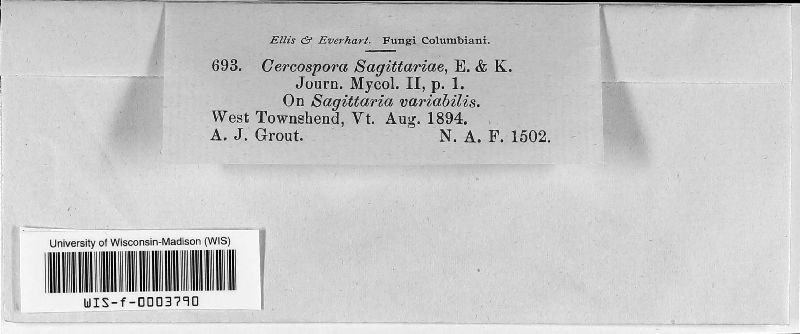 Ellis & Everhart. Fungi Columbiani.
693. Cercospora Sagittariae, E. & K.
Journ. Mycol. II, p. 1.
On Sagittaria variabilis.
West Townshend, Vt. Aug. 1894.
A. J. Grout. N. A. F. 1502.
University of Wisconsin-Madison (WIS)
WIS-f-0003790